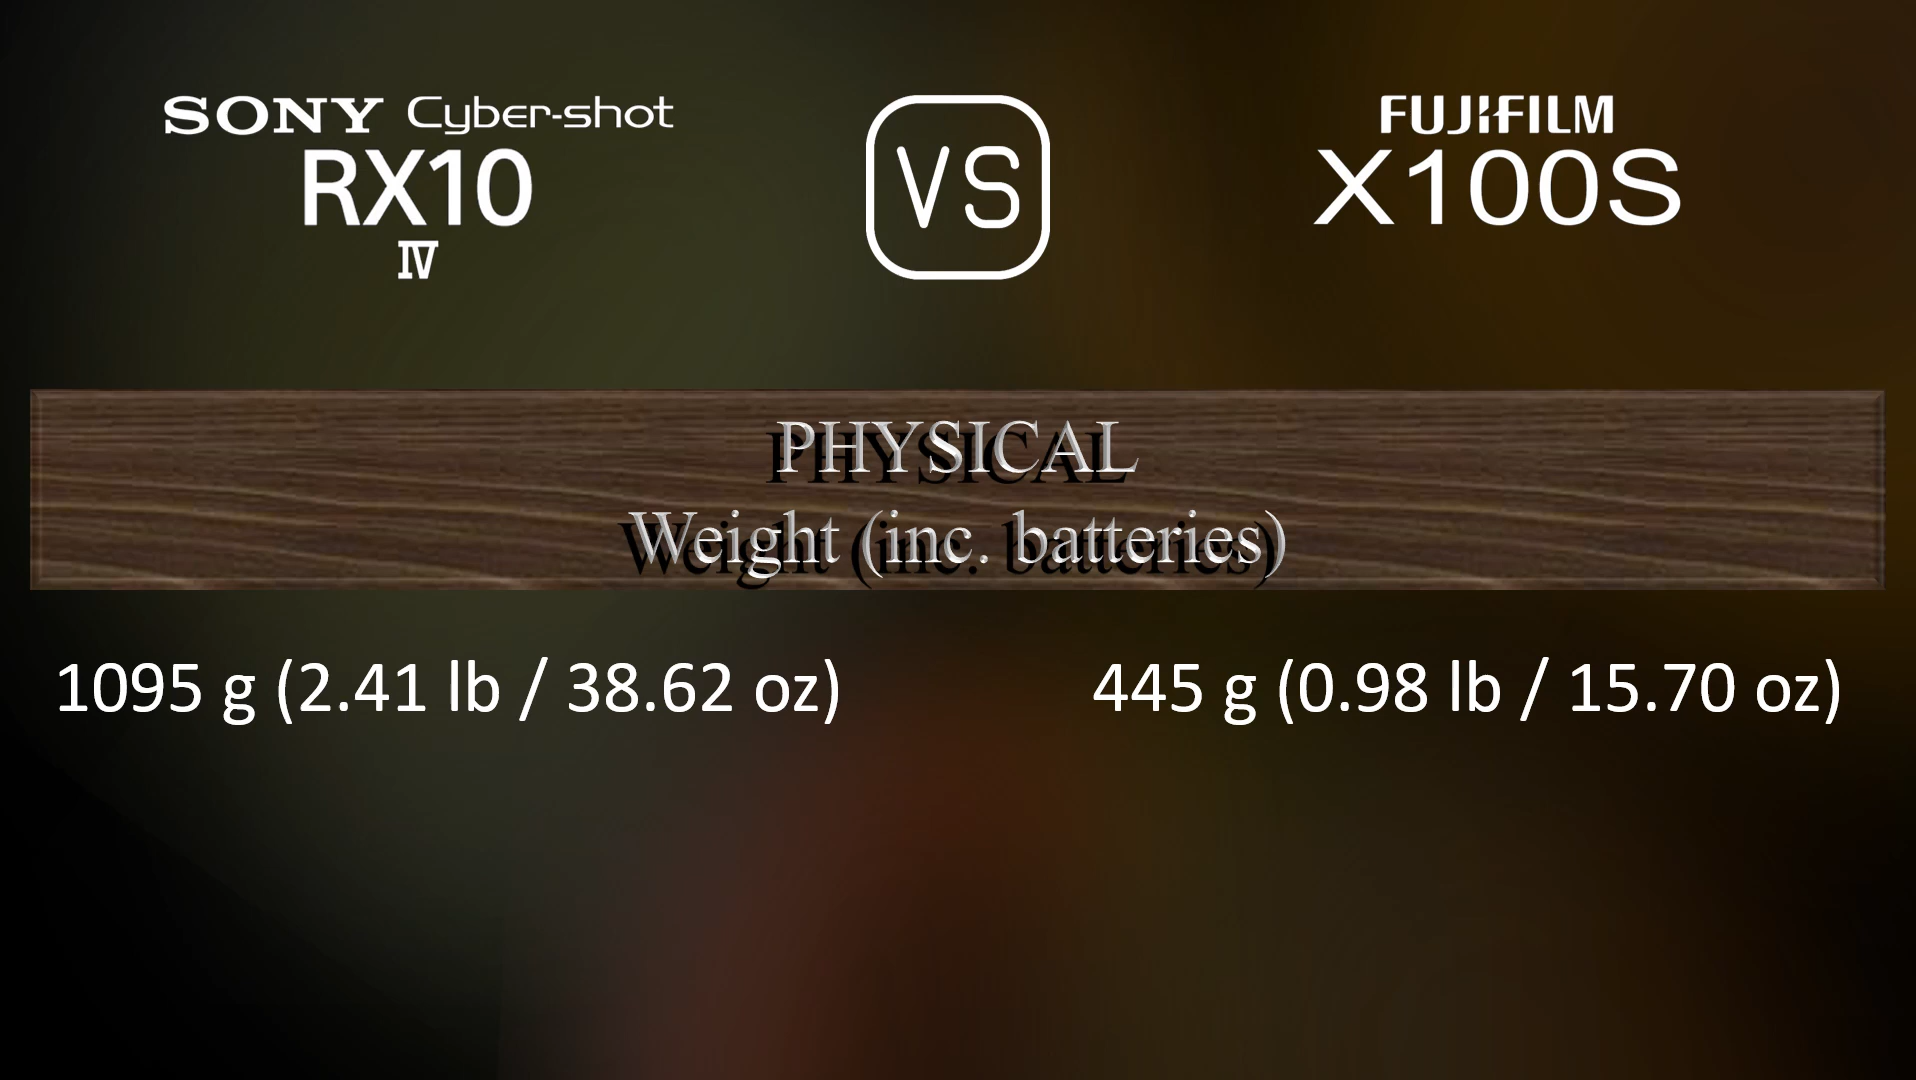 SONY Cyber-shot
RX10
IV
VS
FUJIFILM
X100S
PHYSICAL
Weight (inc. batteries)
1095 g (2.41 lb / 38.62 oz)
445 g (0.98 lb / 15.70 oz)